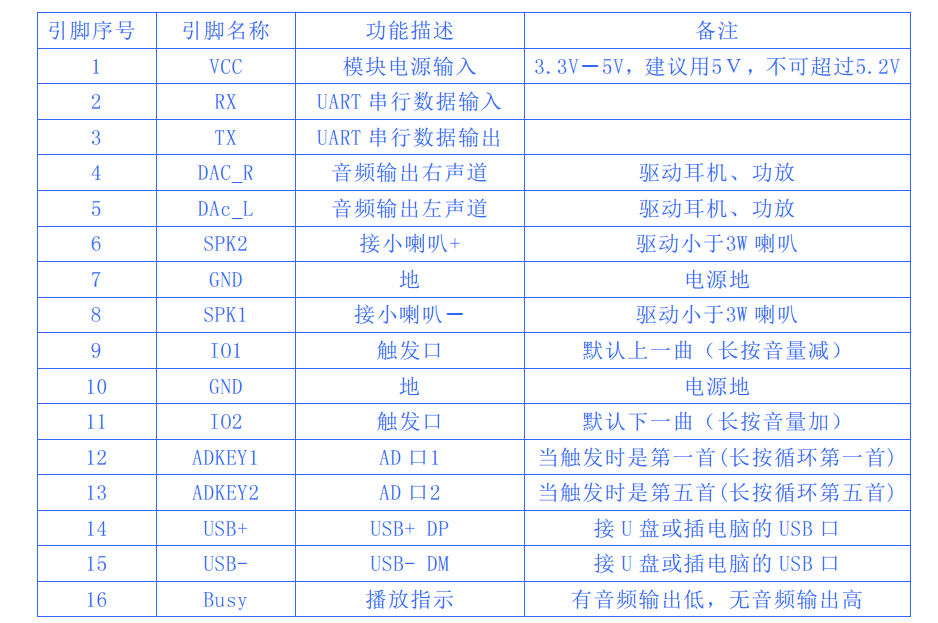 引脚序号 引脚名称 功能描述 备注
1 VCC 模块电源输入 3.3V－5V，建议用5V，不可超过5.2V
2 RX UART 串行数据输入
3 TX UART 串行数据输出
4 DAC_R 音频输出右声道 驱动耳机、功放
5 DAc_L 音频输出左声道 驱动耳机、功放
6 SPK2 接小喇叭+ 驱动小于3W 喇叭
7 GND 地 电源地
8 SPK1 接小喇叭－ 驱动小于3W 喇叭
9 IO1 触发口 默认上一曲（长按音量减）
10 GND 地 电源地
11 IO2 触发口 默认下一曲（长按音量加）
12 ADKEY1 AD 口1 当触发时是第一首(长按循环第一首)
13 ADKEY2 AD 口2 当触发时是第五首(长按循环第五首)
14 USB+ USB+ DP 接 U 盘或插电脑的 USB 口
15 USB- USB- DM 接 U 盘或插电脑的 USB 口
16 Busy 播放指示 有音频输出低，无音频输出高